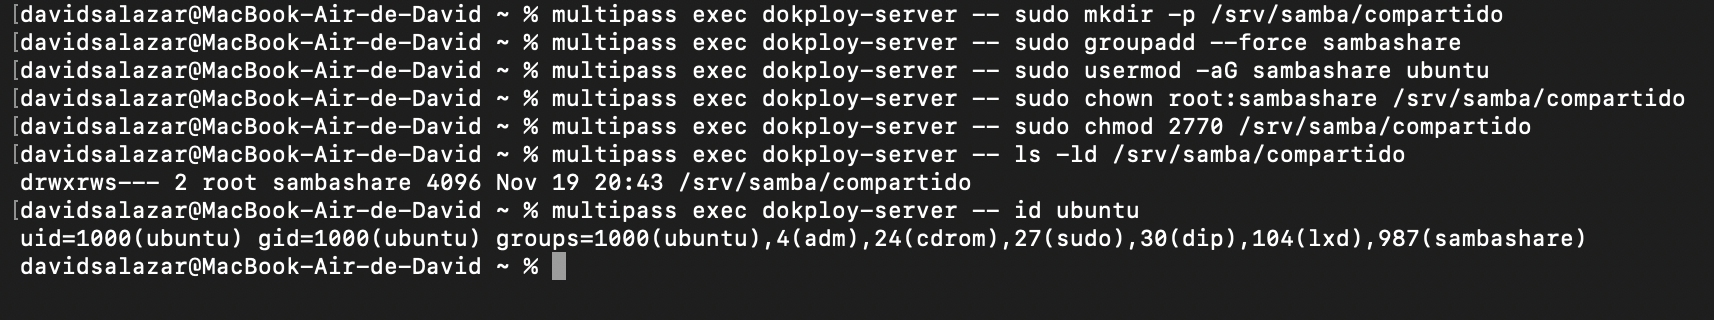 [davidsalazar@MacBook-Air-de-David ~ % multipass exec dokploy-server -- sudo mkdir -p /srv/samba/compartido
[davidsalazar@MacBook-Air-de-David ~ % multipass exec dokploy-server -- sudo groupadd --force sambashare
[davidsalazar@MacBook-Air-de-David ~ % multipass exec dokploy-server -- sudo usermod -aG sambashare ubuntu
[davidsalazar@MacBook-Air-de-David ~ % multipass exec dokploy-server -- sudo chown root:sambashare /srv/samba/compartido
[davidsalazar@MacBook-Air-de-David ~ % multipass exec dokploy-server -- sudo chmod 2770 /srv/samba/compartido
[davidsalazar@MacBook-Air-de-David ~ % multipass exec dokploy-server -- ls -ld /srv/samba/compartido
drwxrws--- 2 root sambashare 4096 Nov 19 20:43 /srv/samba/compartido
[davidsalazar@MacBook-Air-de-David ~ % multipass exec dokploy-server -- id ubuntu
uid=1000(ubuntu) gid=1000(ubuntu) groups=1000(ubuntu),4(adm),24(cdrom),27(sudo),30(dip),104(lxd),987(sambashare)
davidsalazar@MacBook-Air-de-David ~ %